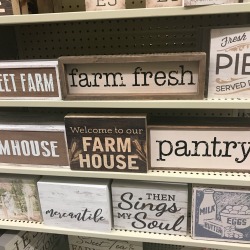 EET FARM
farm fresh
Fresh
PIE
SERVED
MHOUSE
Welcome to our
FARM
HOUSE
pantry
mercantile
THEN
Sings
MY
Soul
MILK
EGGS